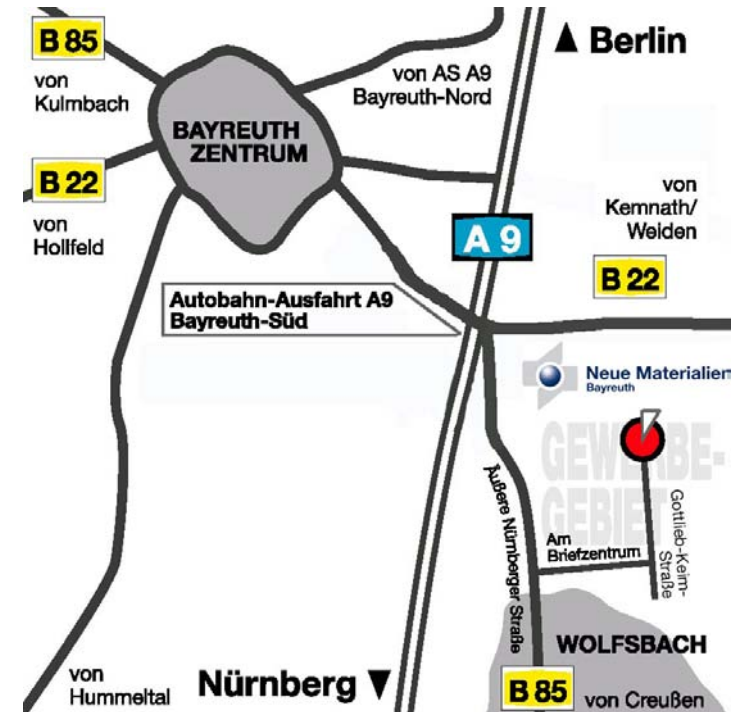 B 85
von
Kulmbach
B 22
von
Hollfeld
BAYREUTH
ZENTRUM
von AS A9
Bayreuth-Nord
▲ Berlin
von
Kemnath/
Weiden
A 9
B 22
Autobahn-Ausfahrt A9
Bayreuth-Süd
Neue Materialien
Bayreuth
GEWERBE-
GEBIET
Äußere Nürnberger Straße
Am
Briefzentrum
Gottlieb-Keim-
Straße
WOLFSBACH
B 85
von Creußen
von
Hummeltal
Nürnberg ▼